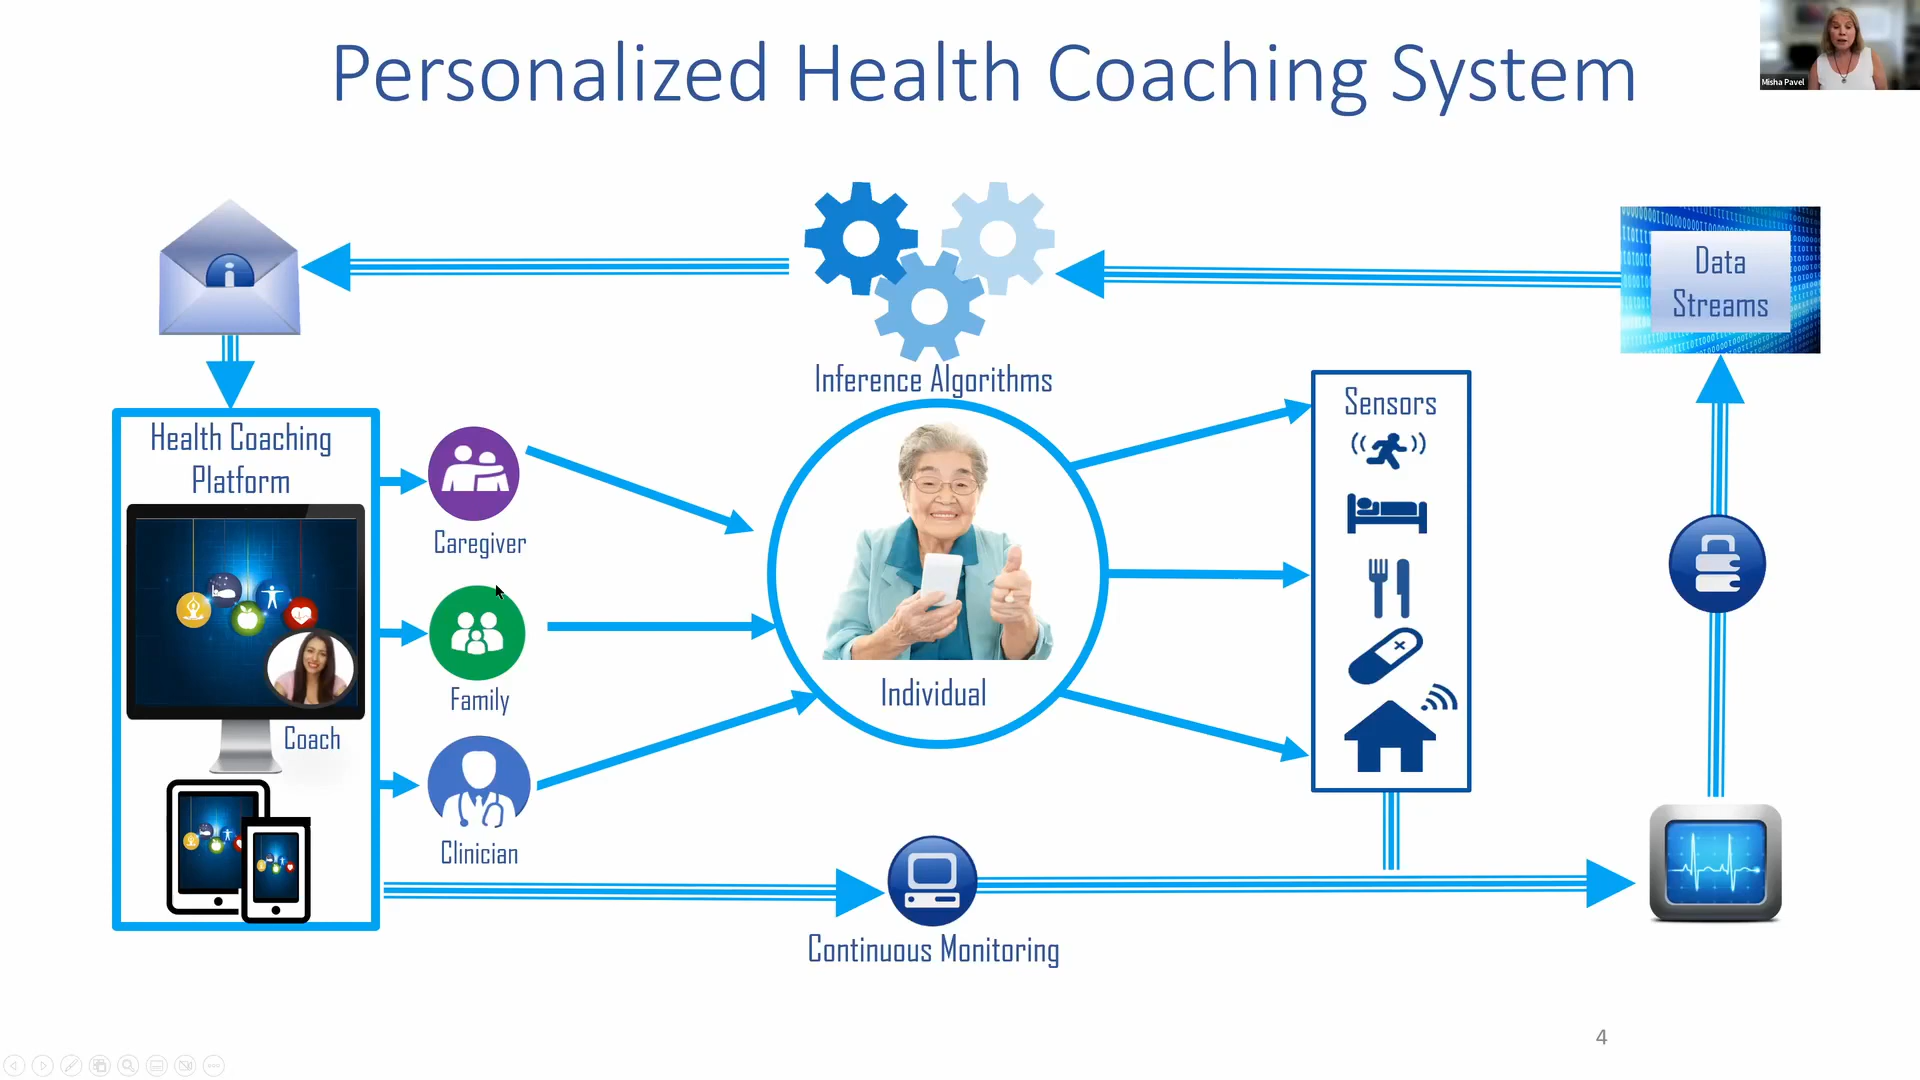 Personalized Health Coaching System
Misha Pavel
Data
Streams
Inference Algorithms
Sensors
Health Coaching
Platform
Caregiver
Family
Individual
Coach
Clinician
Continuous Monitoring
4